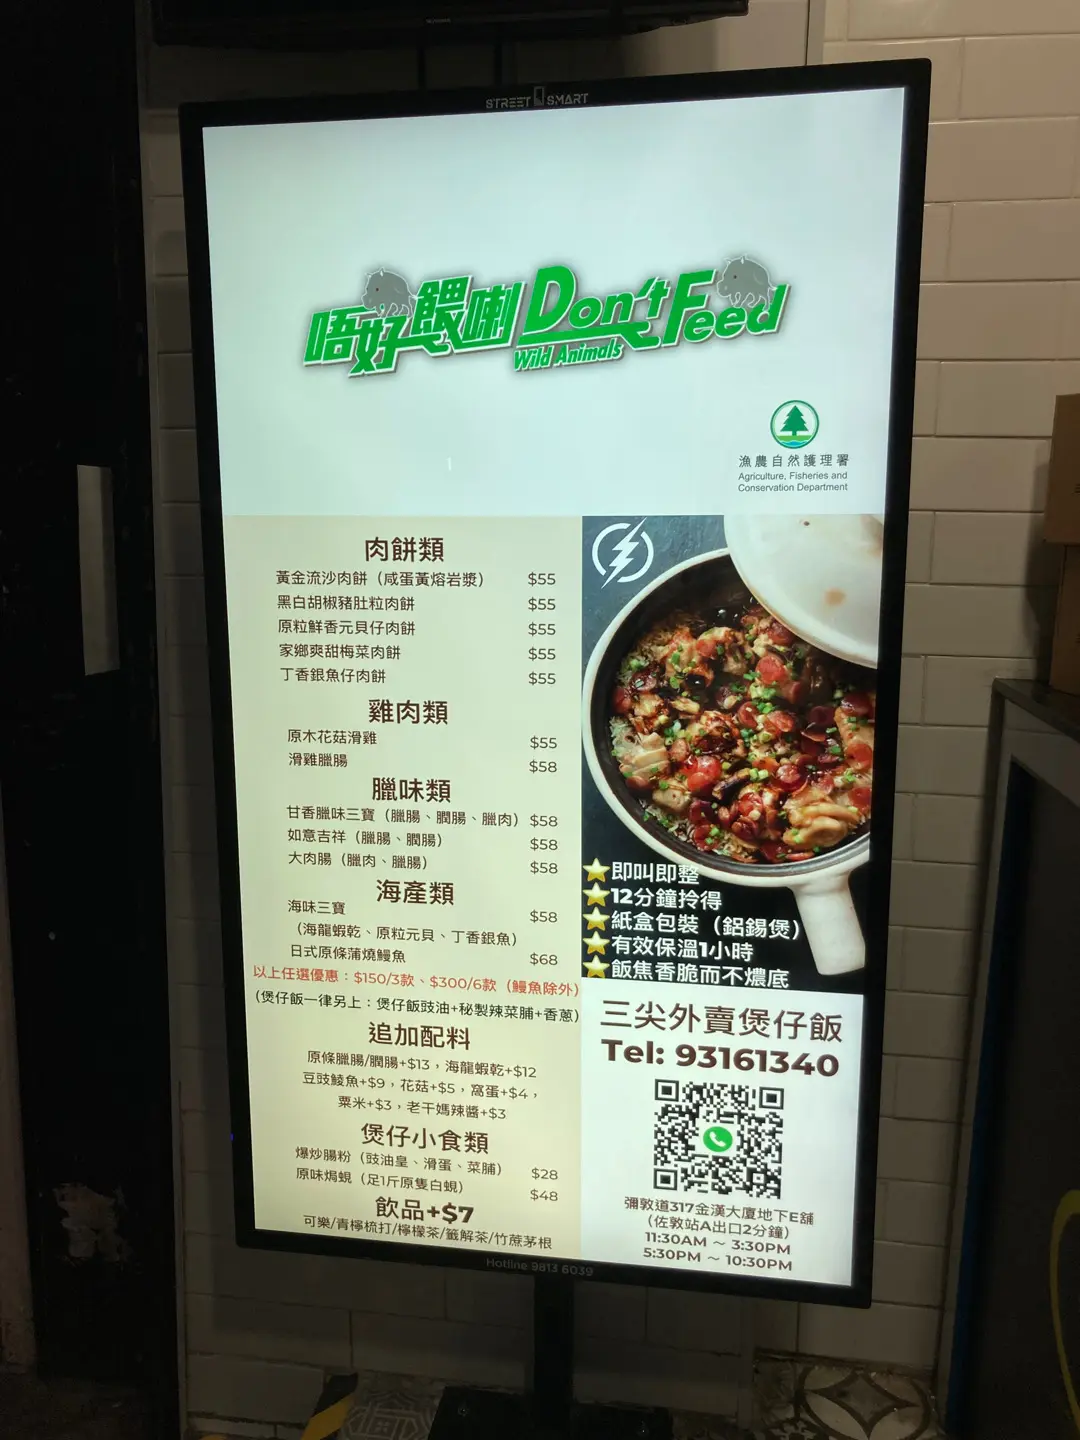 STREET SMART
唔好餵喇 Don't Feed
Wild Animals
漁農自然護理署
Agriculture, Fisheries and
Conservation Department
肉餅類
黃金流沙肉餅（咸蛋黃熔岩漿） $55
黑白胡椒豬肚粒肉餅 $55
原粒鮮香元貝仔肉餅 $55
家鄉爽甜梅菜肉餅 $55
丁香銀魚仔肉餅 $55
雞肉類
原木花菇滑雞 $55
滑雞臘腸 $58
臘味類
甘香臘味三寶（臘腸、膶腸、臘肉） $58
如意吉祥（臘腸、膶腸） $58
大肉腸（臘肉、臘腸） $58
海產類
海味三寶 $58
（海龍蝦乾、原粒元貝、丁香銀魚）
日式原條蒲燒鰻魚 $68
以上任選優惠：$150/3款、$300/6款（鰻魚除外）
（煲仔飯一律另上：煲仔飯豉油+秘製辣菜脯+香蔥）
追加配料
原條臘腸/膶腸+$13，海龍蝦乾+$12
豆豉鯪魚+$9，花菇+$5，窩蛋+$4，
粟米+$3，老干媽辣醬+$3
煲仔小食類
爆炒腸粉（豉油皇、滑蛋、菜脯） $28
原味焗蜆（足1斤原隻白蜆） $48
飲品+$7
可樂/青檸梳打/檸檬茶/籤解茶/竹蔗茅根
⭐即叫即整
⭐12分鐘拎得
⭐紙盒包裝（鋁錫煲）
⭐有效保溫1小時
⭐飯焦香脆而不燶底
三尖外賣煲仔飯
Tel: 93161340
彌敦道317金漢大廈地下E舖
（佐敦站A出口2分鐘）
11:30AM ～ 3:30PM
5:30PM ～ 10:30PM
Hotline 9813 6039